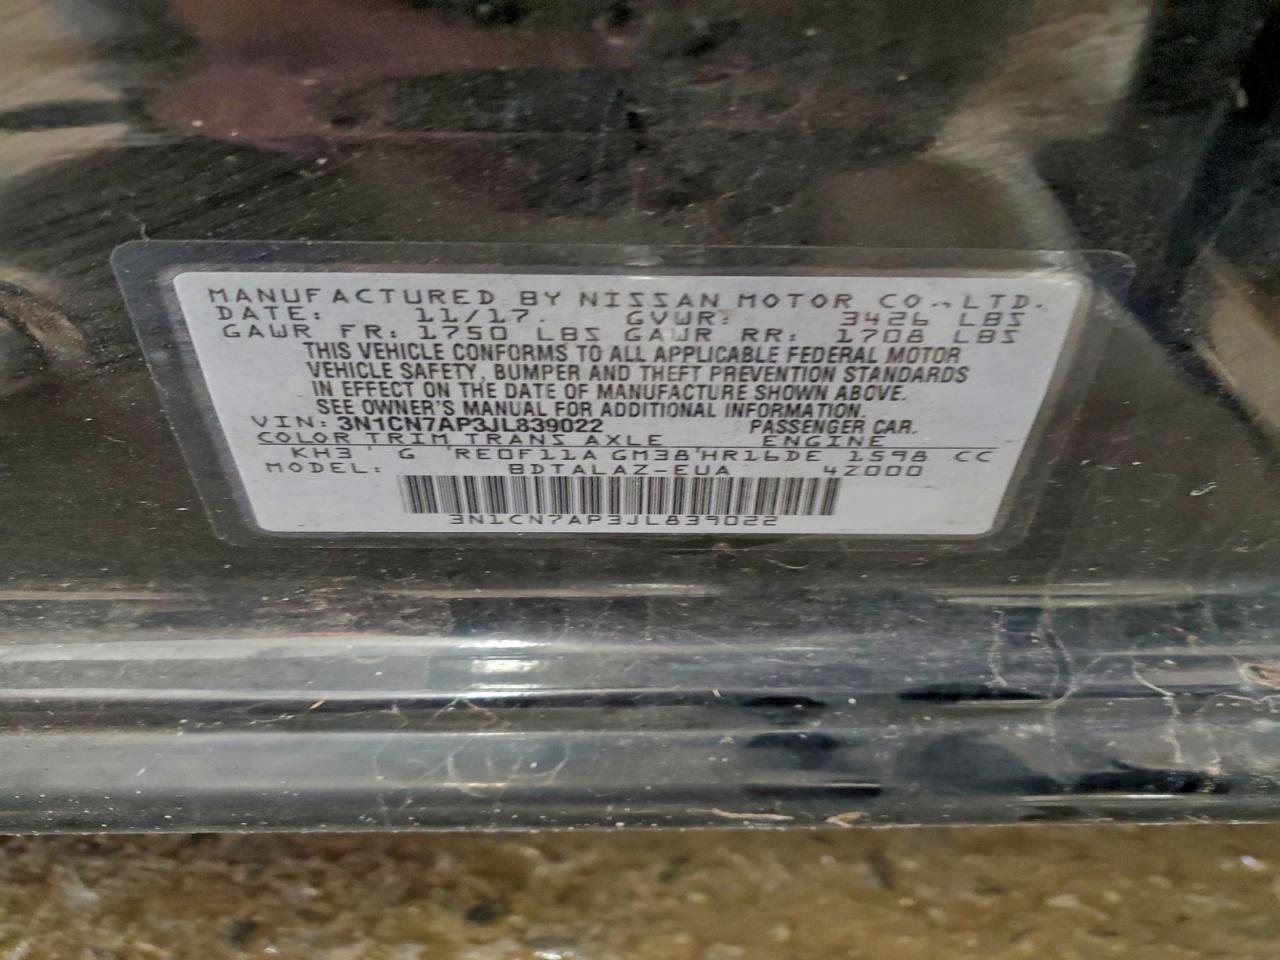 MANUFACTURED BY NISSAN MOTOR CO., LTD.
DATE: 11/17. GVWR: 3426 LBS
GAWR FR: 1750 LBS GAWR RR: 1708 LBS
THIS VEHICLE CONFORMS TO ALL APPLICABLE FEDERAL MOTOR
VEHICLE SAFETY, BUMPER AND THEFT PREVENTION STANDARDS
IN EFFECT ON THE DATE OF MANUFACTURE SHOWN ABOVE.
SEE OWNER'S MANUAL FOR ADDITIONAL INFORMATION.
VIN: 3N1CN7AP3JL839022 PASSENGER CAR.
COLOR TRIM TRANS AXLE ENGINE
KH3 ' G 'RE0F11A GM38'HR16DE 1598 CC
MODEL: BDTALAZ-EUA 4Z000
3N1CN7AP3JL839022